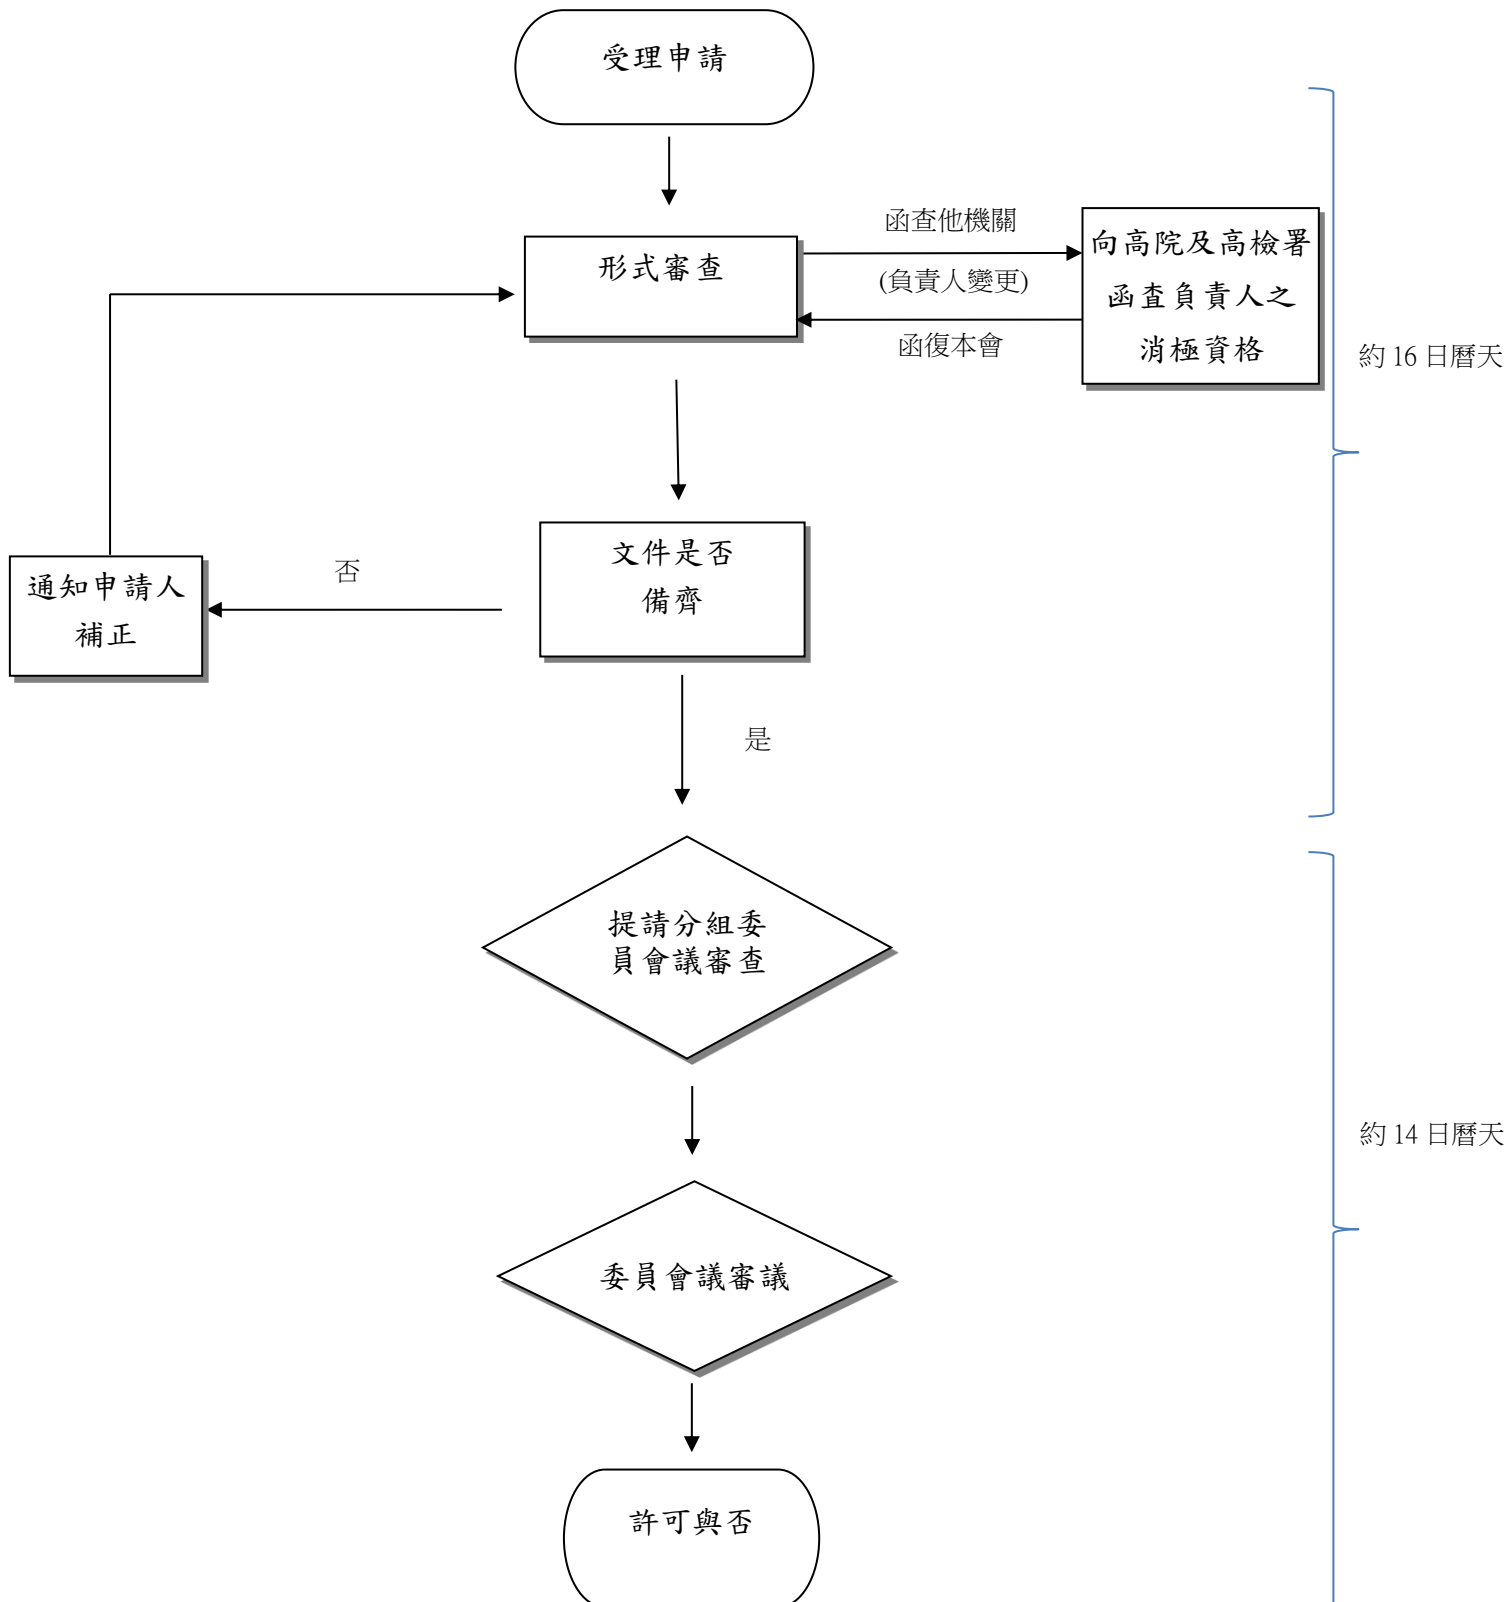 受理申請
形式審查
函查他機關
(負責人變更)
函復本會
向高院及高檢署
函查負責人之
消極資格
約 16 日曆天
文件是否
備齊
否
通知申請人
補正
是
提請分組委
員會議審查
約 14 日曆天
委員會議審議
許可與否